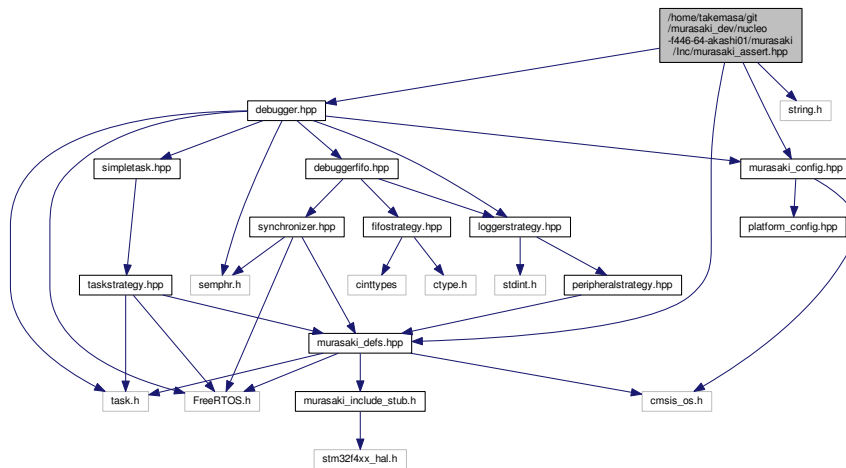 /home/takemasa/git
/murasaki_dev/nucleo
-f446-64-akashi01/murasaki
/Inc/murasaki_assert.hpp
debugger.hpp
string.h
simpletask.hpp
debuggerfifo.hpp
murasaki_config.hpp
synchronizer.hpp
fifostrategy.hpp
loggerstrategy.hpp
platform_config.hpp
taskstrategy.hpp
semphr.h
cinttypes
ctype.h
stdint.h
peripheralstrategy.hpp
murasaki_defs.hpp
task.h
FreeRTOS.h
murasaki_include_stub.h
cmsis_os.h
stm32f4xx_hal.h